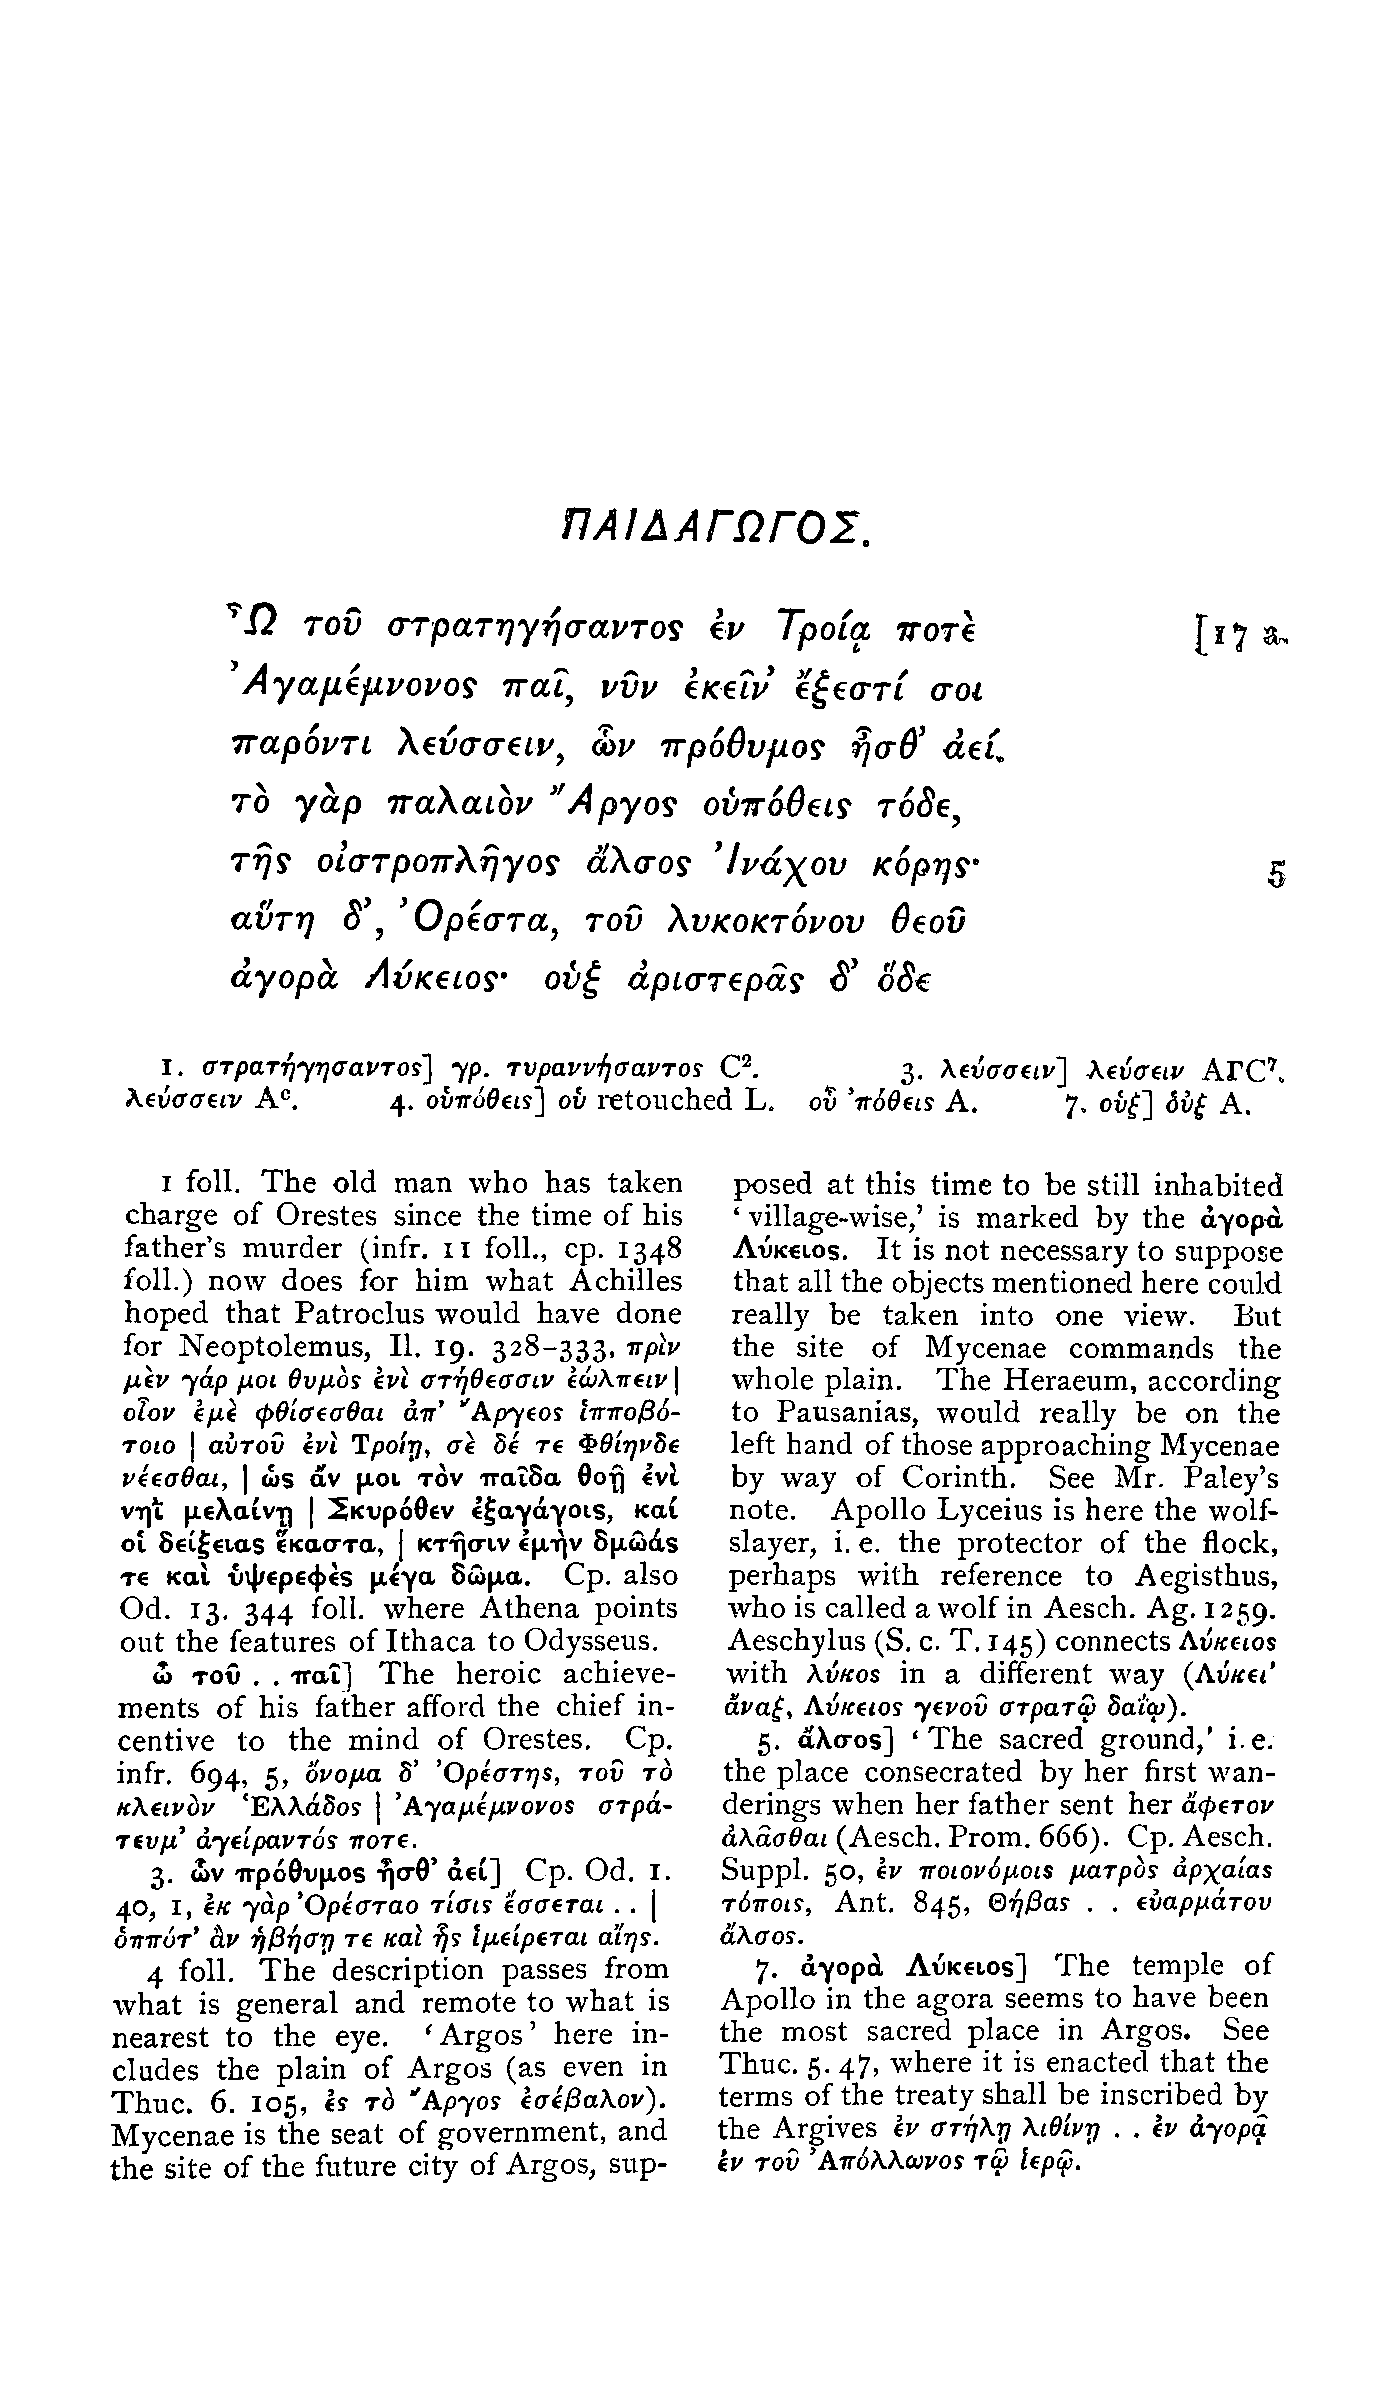 ΠΑΙΔΑΓΩΓΟΣ.
Ὦ τοῦ στρατηγήσαντος ἐν Τροίᾳ ποτὲ [17 a.
Ἀγαμέμνονος παῖ, νῦν ἐκεῖν' ἔξεστί σοι
παρόντι λεύσσειν, ὧν πρόθυμος ἦσθ' ἀεί.
τὸ γὰρ παλαιὸν Ἄργος οὑπόθεις τόδε,
τῆς οἰστροπλῆγος ἄλσος Ἰνάχου κόρης· 5
αὕτη δ', Ὀρέστα, τοῦ λυκοκτόνου θεοῦ
ἀγορὰ Λύκειος· οὑξ ἀριστερᾶς δ' ὅδε
1. στρατήγησαντος] γρ. τυραννήσαντος C². 3. λεύσσειν] λεύσειν ΑΓC⁷.
λεύσσειν Aᶜ. 4. οὑπόθεις] οὑ retouched L. οὗ 'πόθεις A. 7. οὑξ] ὁὐξ A.
1 foll. The old man who has taken
charge of Orestes since the time of his
father's murder (infr. 11 foll., cp. 1348
foll.) now does for him what Achilles
hoped that Patroclus would have done
for Neoptolemus, Il. 19. 328-333, πρὶν
μὲν γάρ μοι θυμὸς ἐνὶ στήθεσσιν ἐώλπειν |
οἶον ἐμὲ φθίσεσθαι ἀπ' Ἄργεος ἱπποβό-
τοιο | αὐτοῦ ἐνὶ Τροίῃ, σὲ δέ τε Φθίηνδε
νέεσθαι, | ὡς ἄν μοι τὸν παῖδα θοῇ ἐνὶ
νηῒ μελαίνῃ | Σκυρόθεν ἐξαγάγοις, καί
οἱ δείξειας ἕκαστα, | κτῆσιν ἐμὴν δμῶάς
τε καὶ ὑψερεφὲς μέγα δῶμα. Cp. also
Od. 13. 344 foll. where Athena points
out the features of Ithaca to Odysseus.
ὦ τοῦ . . παῖ] The heroic achieve-
ments of his father afford the chief in-
centive to the mind of Orestes. Cp.
infr. 694, 5, ὄνομα δ' Ὀρέστης, τοῦ τὸ
κλεινὸν Ἑλλάδος | Ἀγαμέμνονος στρά-
τευμ' ἀγείραντός ποτε.
3. ὧν πρόθυμος ἦσθ' ἀεί] Cp. Od. 1.
40, 1, ἐκ γὰρ Ὀρέσταο τίσις ἔσσεται . . |
ὁππότ' ἂν ἡβήσῃ τε καὶ ἧς ἱμείρεται αἴης.
4 foll. The description passes from
what is general and remote to what is
nearest to the eye. 'Argos' here in-
cludes the plain of Argos (as even in
Thuc. 6. 105, ἐς τὸ Ἄργος ἐσέβαλον).
Mycenae is the seat of government, and
the site of the future city of Argos, sup-
posed at this time to be still inhabited
'village-wise,' is marked by the ἀγορὰ
Λύκειος. It is not necessary to suppose
that all the objects mentioned here could
really be taken into one view. But
the site of Mycenae commands the
whole plain. The Heraeum, according
to Pausanias, would really be on the
left hand of those approaching Mycenae
by way of Corinth. See Mr. Paley's
note. Apollo Lyceius is here the wolf-
slayer, i. e. the protector of the flock,
perhaps with reference to Aegisthus,
who is called a wolf in Aesch. Ag. 1259.
Aeschylus (S. c. T. 145) connects Λύκειος
with λύκος in a different way (Λύκει'
ἄναξ, Λύκειος γενοῦ στρατῷ δαΐῳ).
5. ἄλσος] 'The sacred ground,' i. e.
the place consecrated by her first wan-
derings when her father sent her ἄφετον
ἀλᾶσθαι (Aesch. Prom. 666). Cp. Aesch.
Suppl. 50, ἐν ποιονόμοις ματρὸς ἀρχαίας
τόποις, Ant. 845, Θήβας . . εὐαρμάτου
ἄλσος.
7. ἀγορὰ Λύκειος] The temple of
Apollo in the agora seems to have been
the most sacred place in Argos. See
Thuc. 5. 47, where it is enacted that the
terms of the treaty shall be inscribed by
the Argives ἐν στήλῃ λιθίνῃ . . ἐν ἀγορᾷ
ἐν τοῦ Ἀπόλλωνος τῷ ἱερῷ.